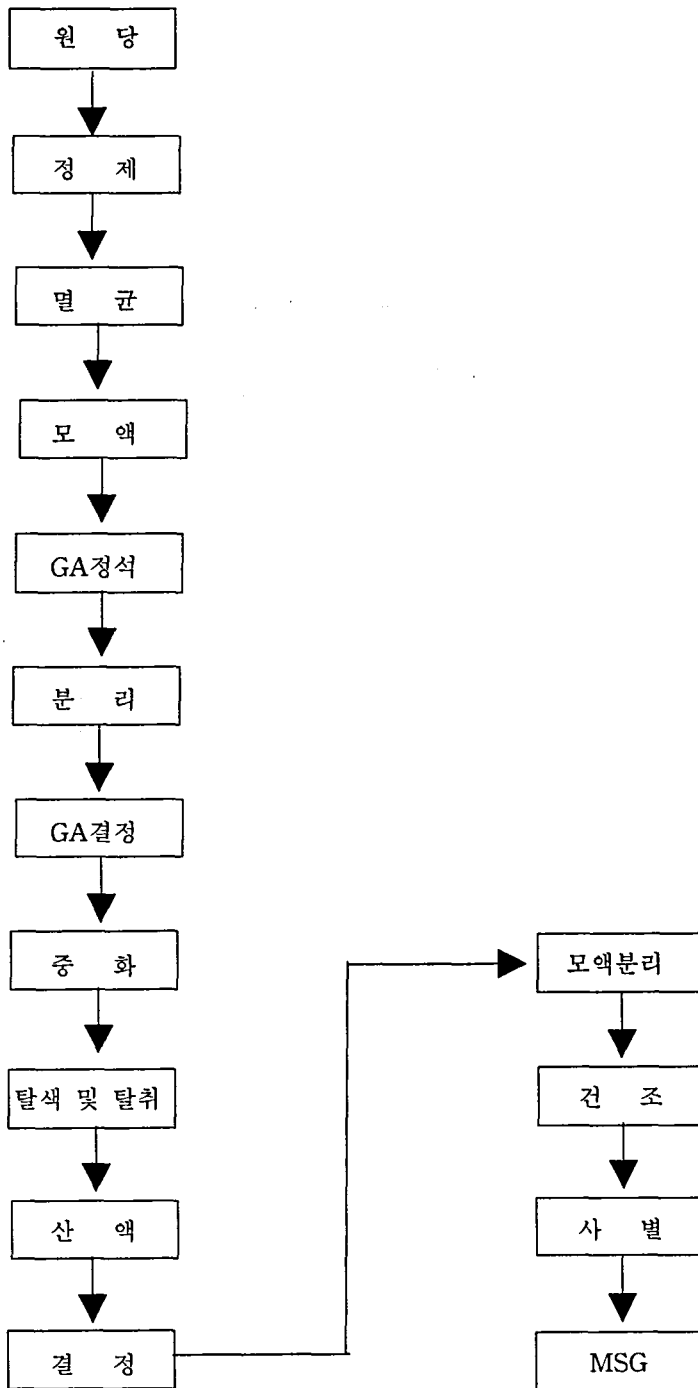 원 당
정 제
멸 균
모 액
GA정석
분 리
GA결정
중 화
탈색 및 탈취
산 액
결 정
모액분리
건 조
사 별
MSG